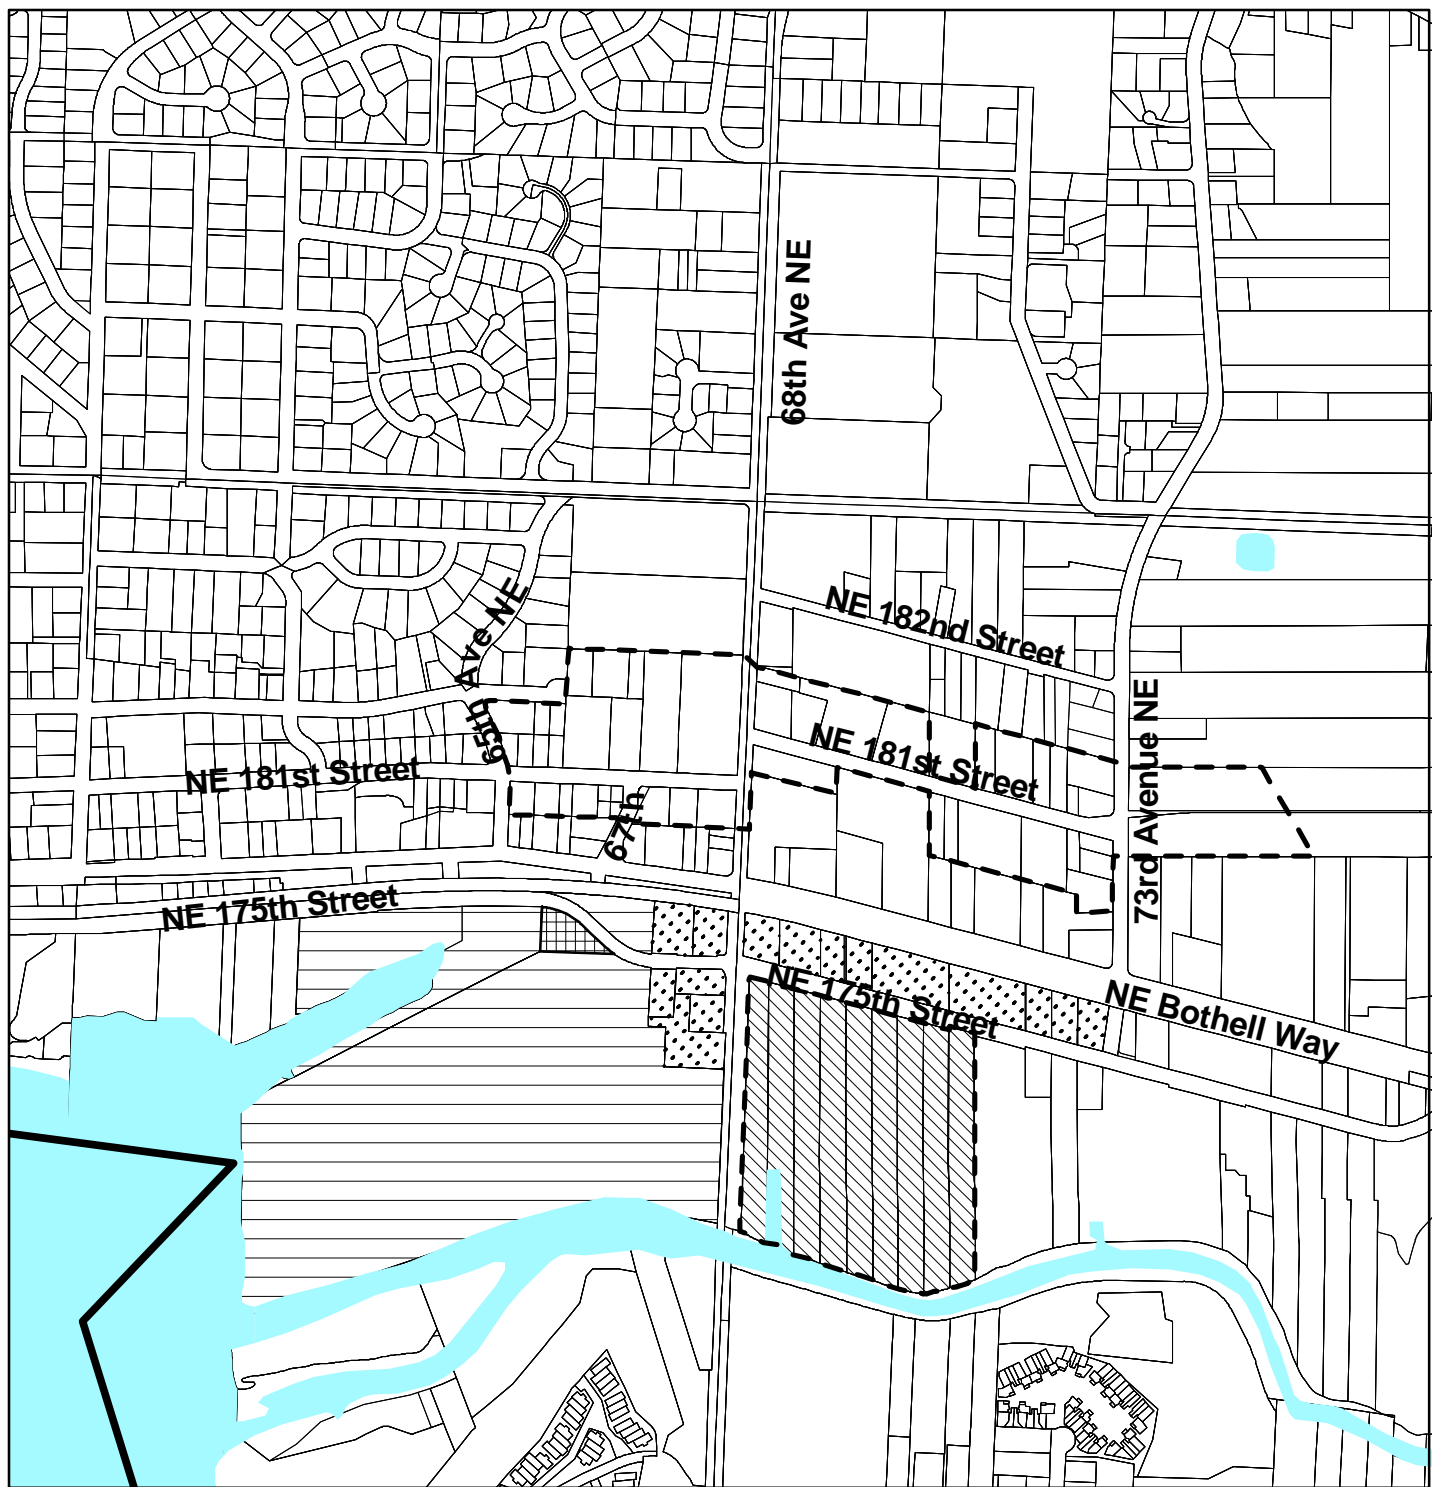 68th Ave NE
NE 182nd Street
65th Ave NE
73rd Avenue NE
NE 181st Street
NE 181st Street
67th
NE 175th Street
NE 175th Street
NE Bothell Way